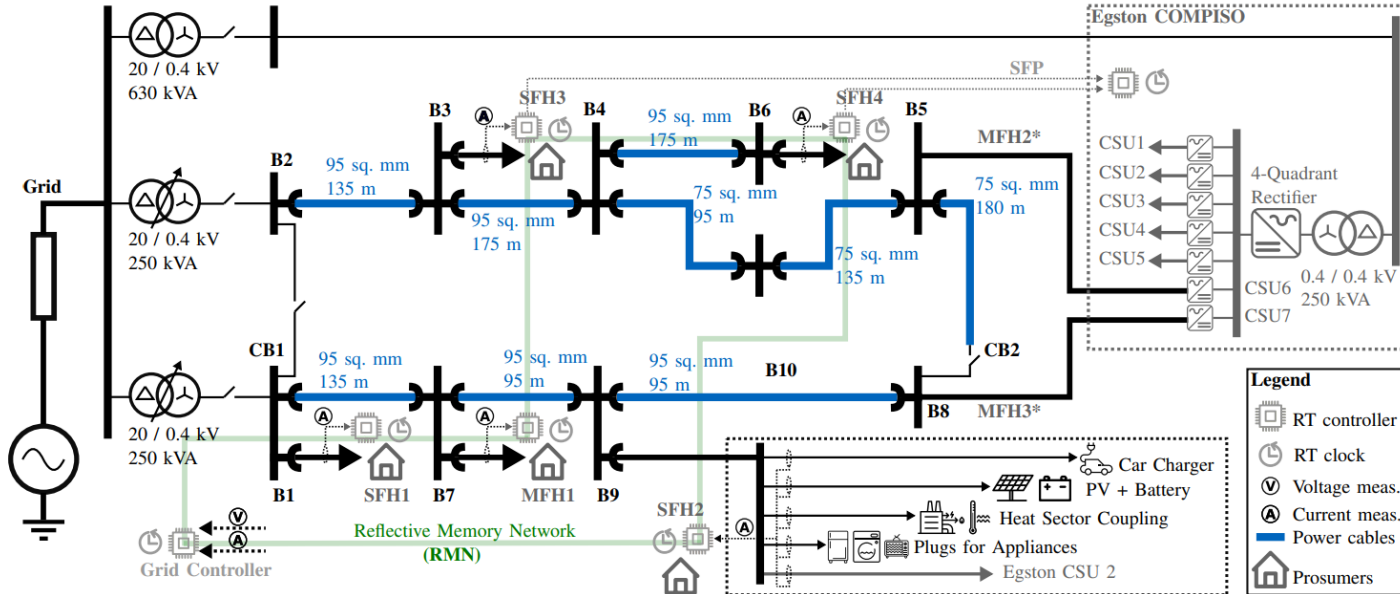 Egston COMPISO
20 / 0.4 kV
630 kVA
SFP
B3
SFH3
B4
95 sq. mm
175 m
B6
SFH4
B5
A
A
MFH2*
CSU1
CSU2
CSU3
CSU4
CSU5
CSU6
CSU7
4-Quadrant
Rectifier
0.4 / 0.4 kV
250 kVA
Grid
B2
95 sq. mm
135 m
20 / 0.4 kV
250 kVA
95 sq. mm
175 m
75 sq. mm
95 m
75 sq. mm
135 m
75 sq. mm
180 m
CB1
95 sq. mm
135 m
95 sq. mm
95 m
95 sq. mm
95 m
B10
CB2
B8
MFH3*
20 / 0.4 kV
250 kVA
A
A
B1
SFH1
B7
MFH1
B9
SFH2
Reflective Memory Network
(RMN)
V
A
Grid Controller
A
Car Charger
PV + Battery
Heat Sector Coupling
Plugs for Appliances
Egston CSU 2
Legend
RT controller
RT clock
V Voltage meas.
A Current meas.
Power cables
Prosumers